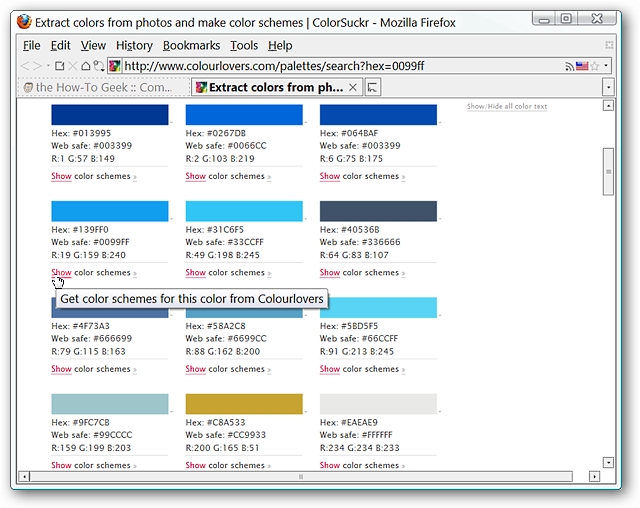 Extract colors from photos and make color schemes | ColorSuckr - Mozilla Firefox
File Edit View History Bookmarks Tools Help
http://www.colourlovers.com/palettes/search?hex=0099ff
the How-To Geek :: Com...
Extract colors from ph...
Show/Hide all color text
Hex: #013995
Web safe: #003399
R:1 G:57 B:149
Show color schemes »
Hex: #0267DB
Web safe: #0066CC
R:2 G:103 B:219
Show color schemes »
Hex: #064BAF
Web safe: #003399
R:6 G:75 B:175
Show color schemes »
Hex: #139FF0
Web safe: #0099FF
R:19 G:159 B:240
Show color schemes »
Hex: #31C6F5
Web safe: #33CCFF
R:49 G:198 B:245
Show color schemes »
Hex: #40536B
Web safe: #336666
R:64 G:83 B:107
Show color schemes »
Get color schemes for this color from Colourlovers
Hex: #4F73A3
Web safe: #666699
R:79 G:115 B:163
Show color schemes »
Hex: #58A2C8
Web safe: #6699CC
R:88 G:162 B:200
Show color schemes »
Hex: #5BD5F5
Web safe: #66CCFF
R:91 G:213 B:245
Show color schemes »
Hex: #9FC7CB
Web safe: #99CCCC
R:159 G:199 B:203
Show color schemes »
Hex: #C8A533
Web safe: #CC9933
R:200 G:165 B:51
Show color schemes »
Hex: #EAEAE9
Web safe: #FFFFFF
R:234 G:234 B:233
Show color schemes »